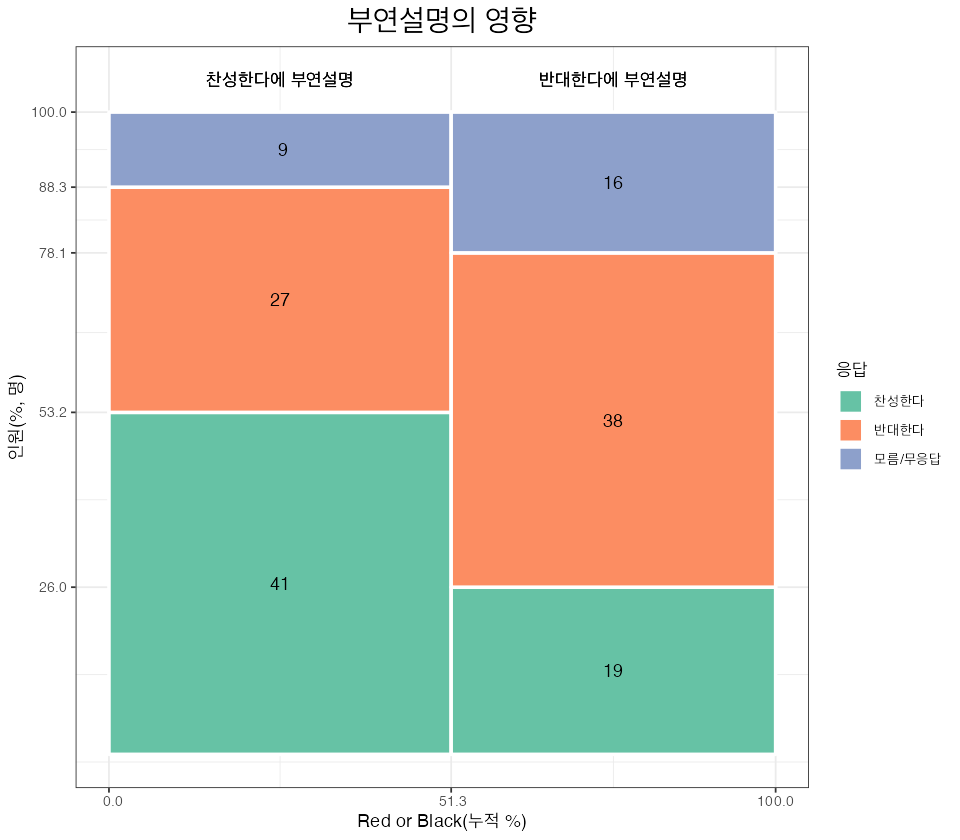 부연설명의 영향
찬성한다에 부연설명
반대한다에 부연설명
100.0
88.3
78.1
53.2
26.0
인원(%, 명)
9
27
41
16
38
19
0.0
51.3
100.0
Red or Black(누적 %)
응답
찬성한다
반대한다
모름/무응답